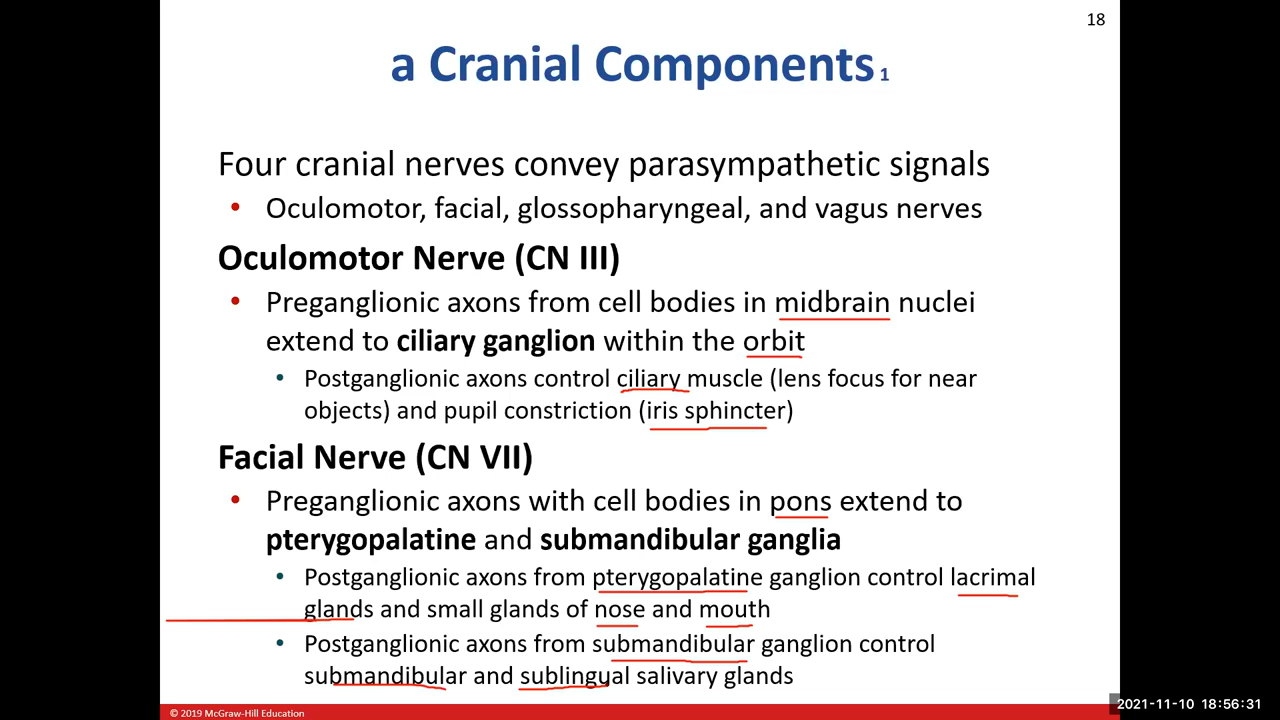 18
a Cranial Components 1
Four cranial nerves convey parasympathetic signals
• Oculomotor, facial, glossopharyngeal, and vagus nerves
Oculomotor Nerve (CN III)
• Preganglionic axons from cell bodies in midbrain nuclei
extend to ciliary ganglion within the orbit
• Postganglionic axons control ciliary muscle (lens focus for near
objects) and pupil constriction (iris sphincter)
Facial Nerve (CN VII)
• Preganglionic axons with cell bodies in pons extend to
pterygopalatine and submandibular ganglia
• Postganglionic axons from pterygopalatine ganglion control lacrimal
glands and small glands of nose and mouth
• Postganglionic axons from submandibular ganglion control
submandibular and sublingual salivary glands
© 2019 McGraw-Hill Education
2021-11-10 18:56:31